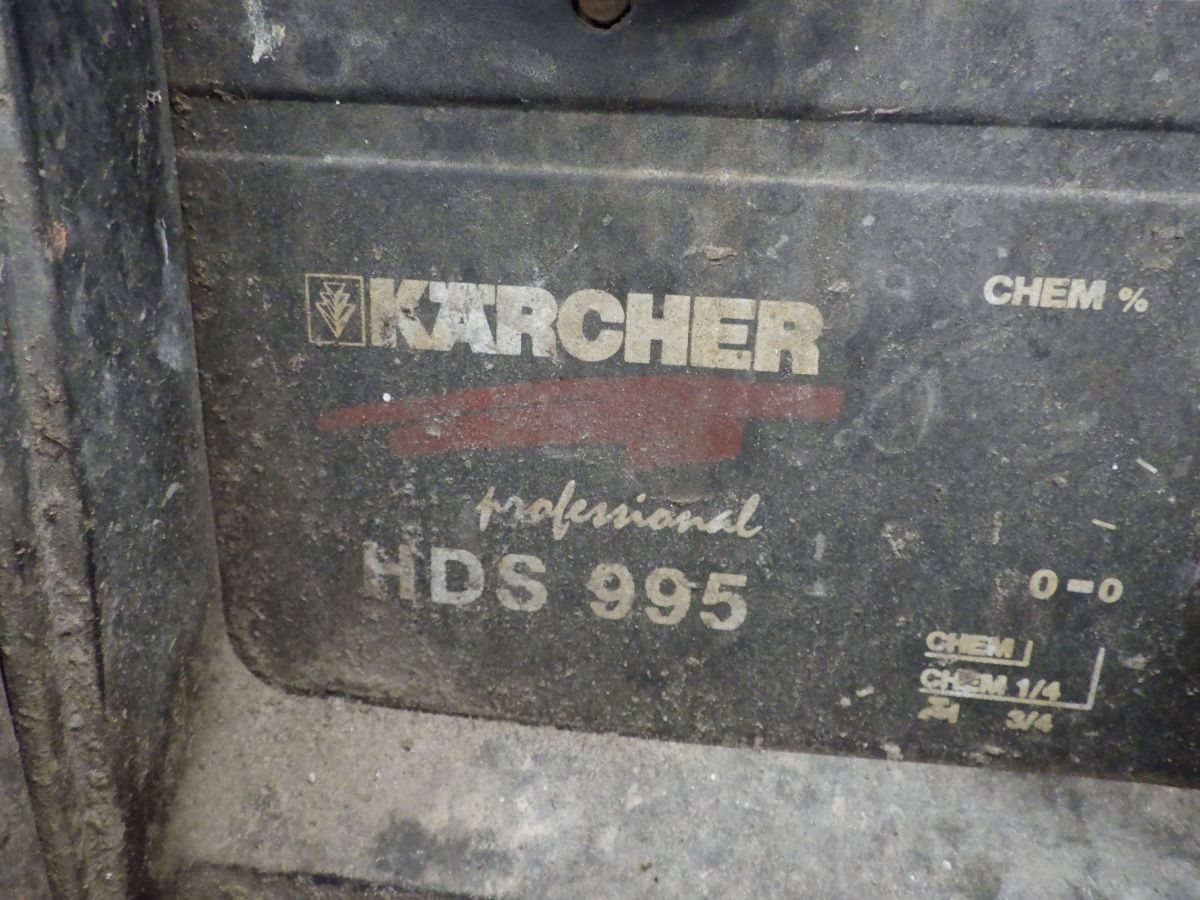 KÄRCHER
professional
HDS 995
CHEM %
0-0
CHEM
CHEM 1/4
3/4